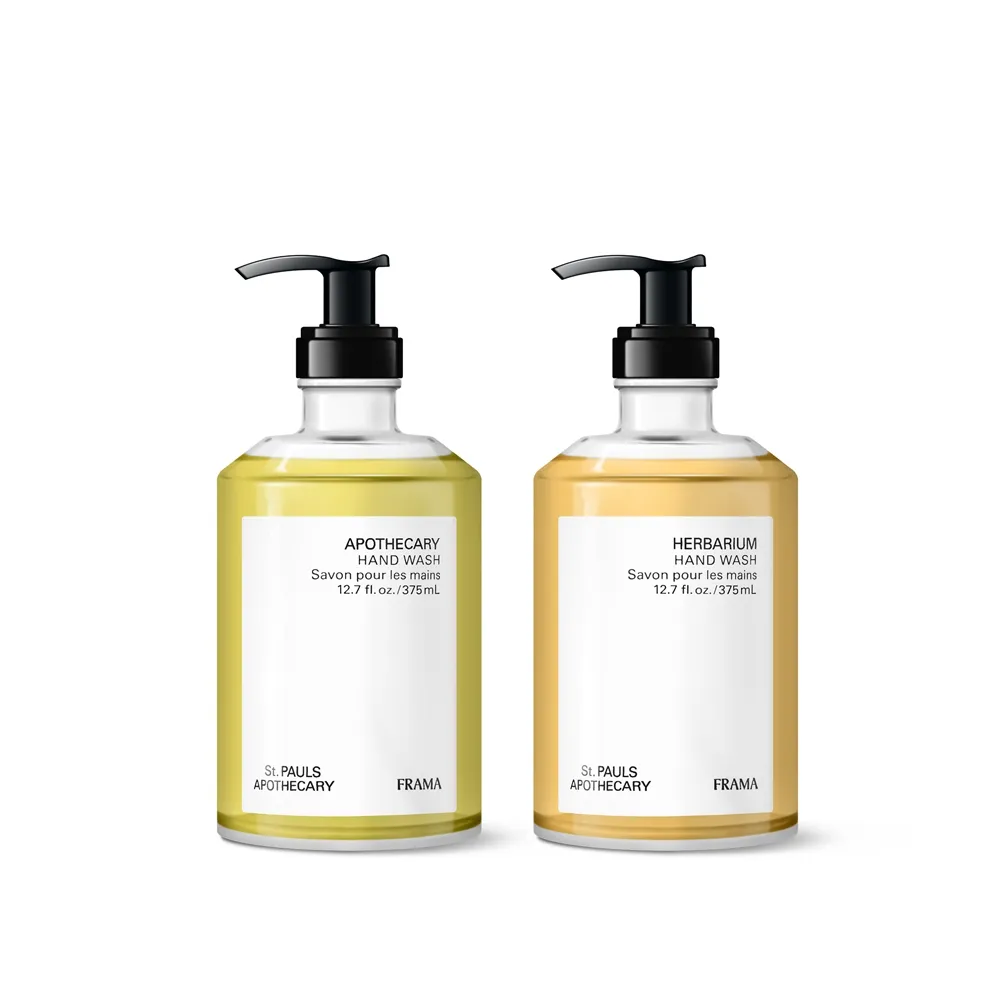 APOTHECARY
HAND WASH
Savon pour les mains
12.7 fl.oz./375mL
St. PAULS
APOTHECARY
FRAMA
HERBARIUM
HAND WASH
Savon pour les mains
12.7 fl.oz./375mL
St. PAULS
APOTHECARY
FRAMA